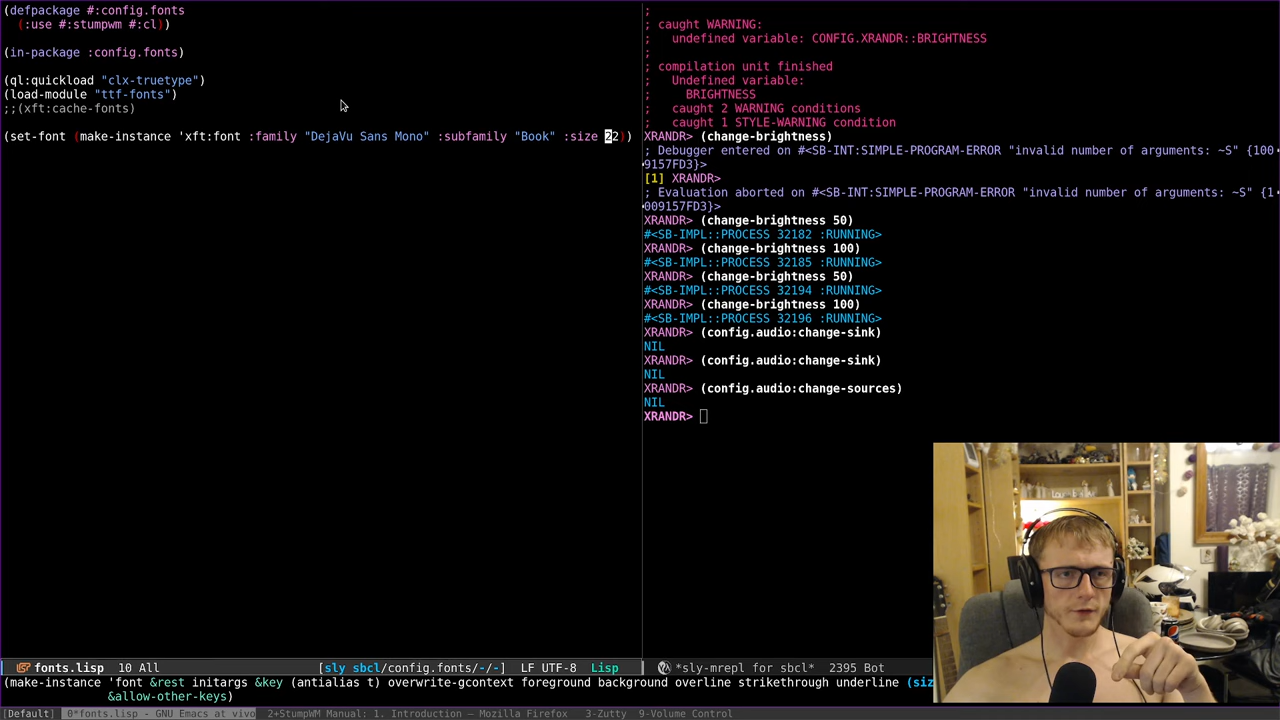 (defpackage #:config.fonts
  (:use #:stumpwm #:cl))
(in-package :config.fonts)
(ql:quickload "clx-truetype")
(load-module "ttf-fonts")
;;(xft:cache-fonts)
(set-font (make-instance 'xft:font :family "DejaVu Sans Mono" :subfamily "Book" :size 22))
fonts.lisp  10 All  [sly sbcl/config.fonts/-/-]  LF UTF-8  Lisp
;
; caught WARNING:
;   undefined variable: CONFIG.XRANDR::BRIGHTNESS
;
; compilation unit finished
;   Undefined variable:
;     BRIGHTNESS
;   caught 2 WARNING conditions
;   caught 1 STYLE-WARNING condition
XRANDR> (change-brightness)
; Debugger entered on #<SB-INT:SIMPLE-PROGRAM-ERROR "invalid number of arguments: ~S" {100
9157FD3}>
[1] XRANDR>
; Evaluation aborted on #<SB-INT:SIMPLE-PROGRAM-ERROR "invalid number of arguments: ~S" {1
009157FD3}>
XRANDR> (change-brightness 50)
#<SB-IMPL::PROCESS 32182 :RUNNING>
XRANDR> (change-brightness 100)
#<SB-IMPL::PROCESS 32185 :RUNNING>
XRANDR> (change-brightness 50)
#<SB-IMPL::PROCESS 32194 :RUNNING>
XRANDR> (change-brightness 100)
#<SB-IMPL::PROCESS 32196 :RUNNING>
XRANDR> (config.audio:change-sink)
NIL
XRANDR> (config.audio:change-sink)
NIL
XRANDR> (config.audio:change-sources)
NIL
XRANDR>
*sly-mrepl for sbcl*  2395 Bot
(make-instance 'font &rest initargs &key (antialias t) overwrite-gcontext foreground background overline strikethrough underline (siz
&allow-other-keys)
[Default]  0*fonts.lisp - GNU Emacs at vivo  2+StumpWM Manual: 1. Introduction — Mozilla Firefox  3-Zutty  9-Volume Control